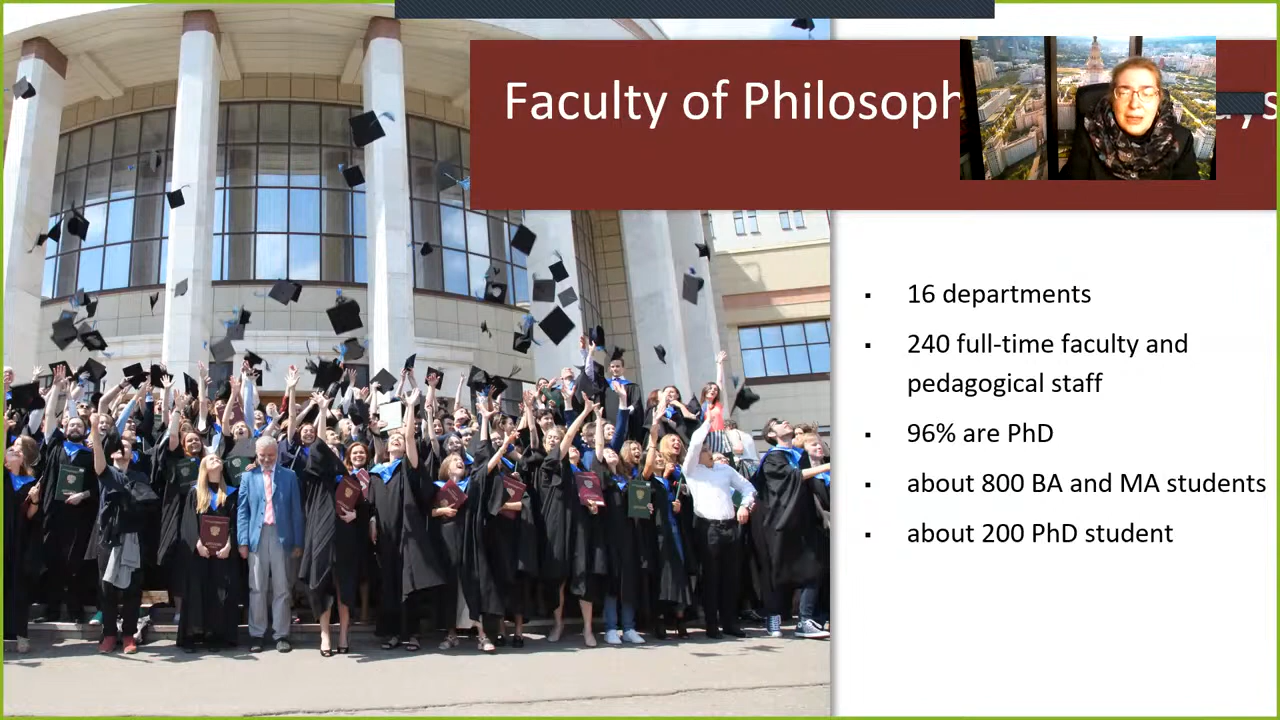 Faculty of Philosoph ays
16 departments
240 full-time faculty and
pedagogical staff
96% are PhD
about 800 BA and MA students
about 200 PhD student